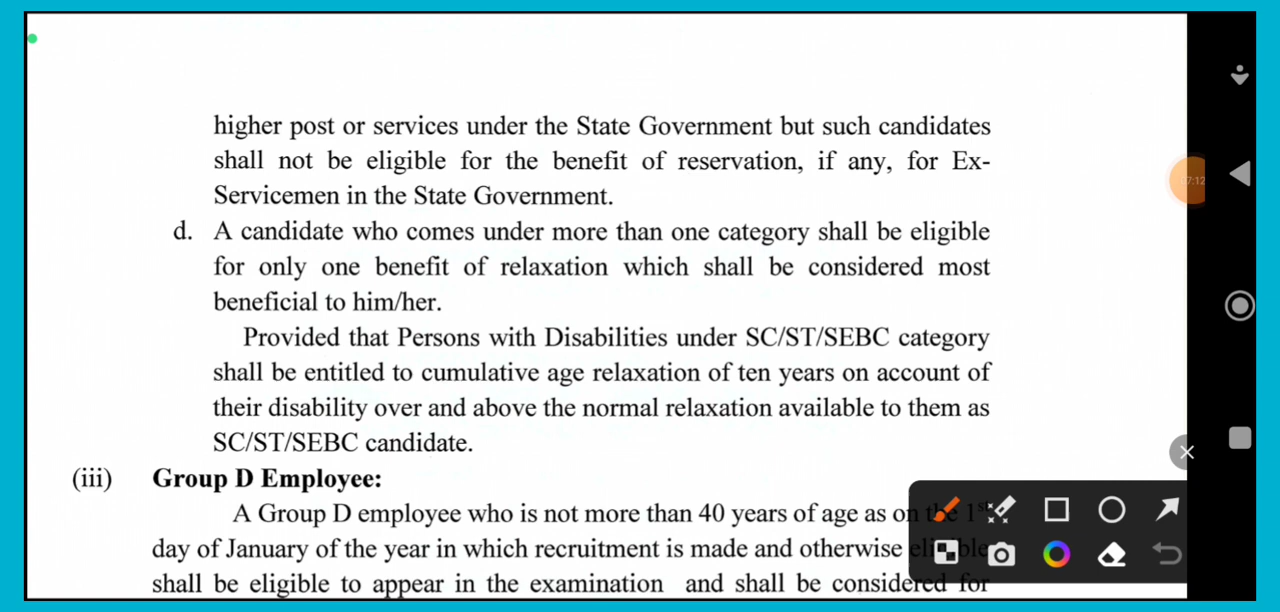 higher post or services under the State Government but such candidates
shall not be eligible for the benefit of reservation, if any, for Ex-
Servicemen in the State Government.
d. A candidate who comes under more than one category shall be eligible
for only one benefit of relaxation which shall be considered most
beneficial to him/her.
Provided that Persons with Disabilities under SC/ST/SEBC category
shall be entitled to cumulative age relaxation of ten years on account of
their disability over and above the normal relaxation available to them as
SC/ST/SEBC candidate.
(iii) Group D Employee:
A Group D employee who is not more than 40 years of age as on the 1st
day of January of the year in which recruitment is made and otherwise
shall be eligible to appear in the examination and shall be considered for
07:12